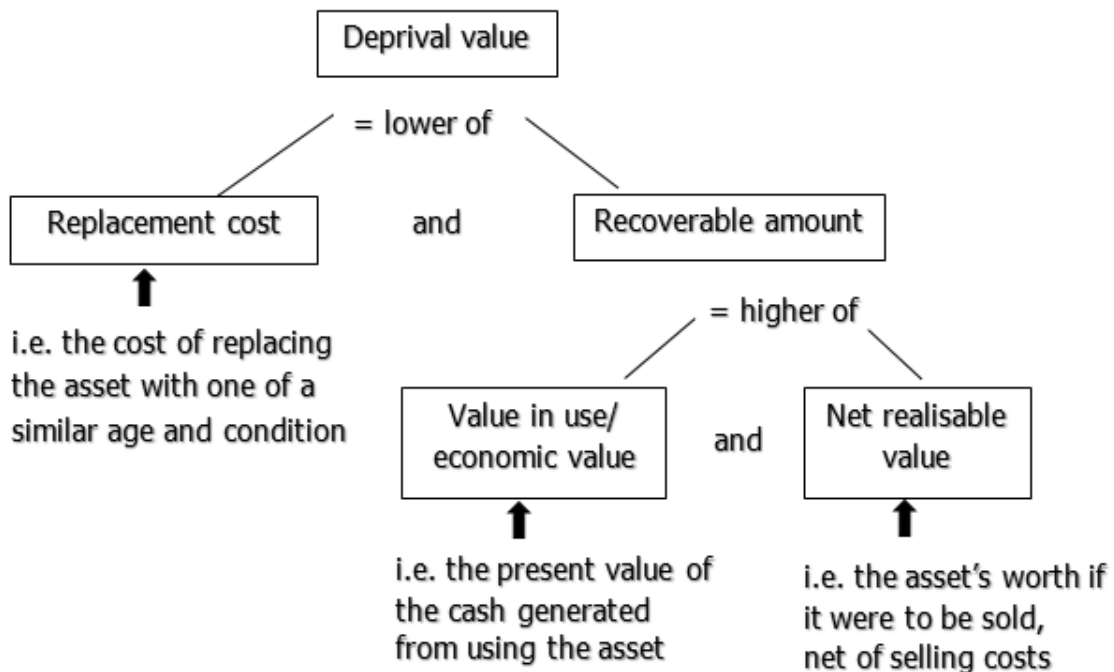 Deprival value
= lower of
Replacement cost
and
Recoverable amount
i.e. the cost of replacing
the asset with one of a
similar age and condition
= higher of
Value in use/
economic value
and
Net realisable
value
i.e. the present value of
the cash generated
from using the asset
i.e. the asset's worth if
it were to be sold,
net of selling costs